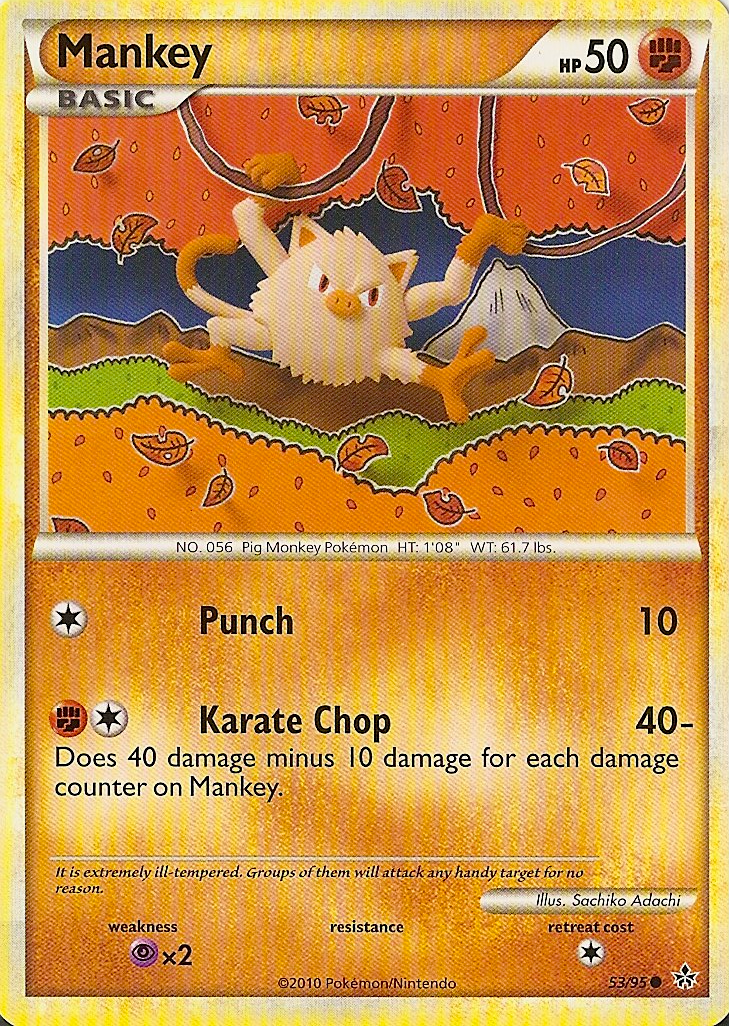 Mankey
HP 50
BASIC
NO. 056 Pig Monkey Pokémon HT: 1'08" WT: 61.7 lbs.
Punch 10
Karate Chop 40-
Does 40 damage minus 10 damage for each damage
counter on Mankey.
It is extremely ill-tempered. Groups of them will attack any handy target for no
reason.
Illus. Sachiko Adachi
weakness resistance retreat cost
x2
©2010 Pokémon/Nintendo 53/95